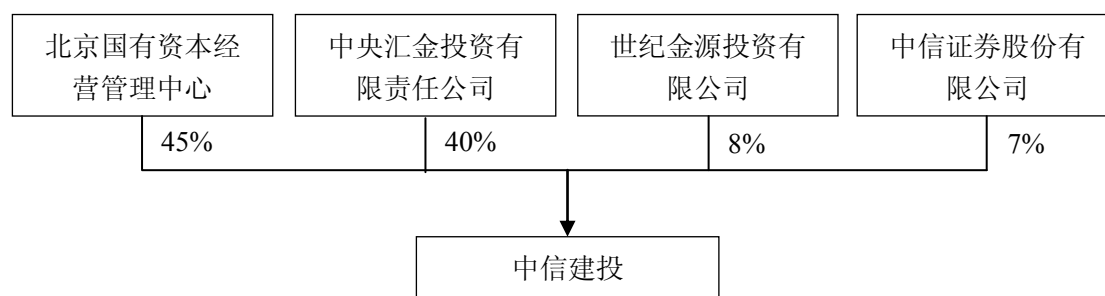 北京国有资本经
营管理中心
中央汇金投资有
限责任公司
世纪金源投资有
限公司
中信证券股份有
限公司
45%
40%
8%
7%
中信建投